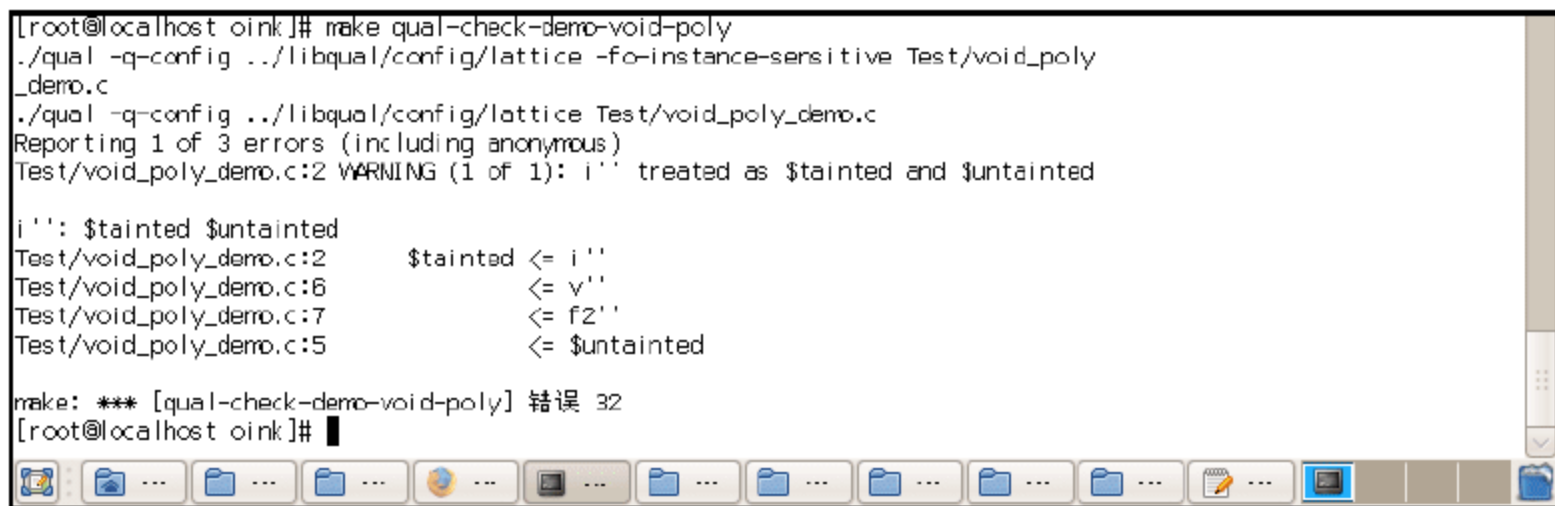 [root@localhost oink]# make qual-check-demo-void-poly
./qual -q-config ../libqual/config/lattice -fo-instance-sensitive Test/void_poly
_demo.c
./qual -q-config ../libqual/config/lattice Test/void_poly_demo.c
Reporting 1 of 3 errors (including anonymous)
Test/void_poly_demo.c:2 WARNING (1 of 1): i'' treated as $tainted and $untainted
i'': $tainted $untainted
Test/void_poly_demo.c:2 $tainted <= i''
Test/void_poly_demo.c:6 <= v''
Test/void_poly_demo.c:7 <= f2''
Test/void_poly_demo.c:5 <= $untainted
make: *** [qual-check-demo-void-poly] 错误 32
[root@localhost oink]#
... ... ... ... ... ... ... ... ... ... ...